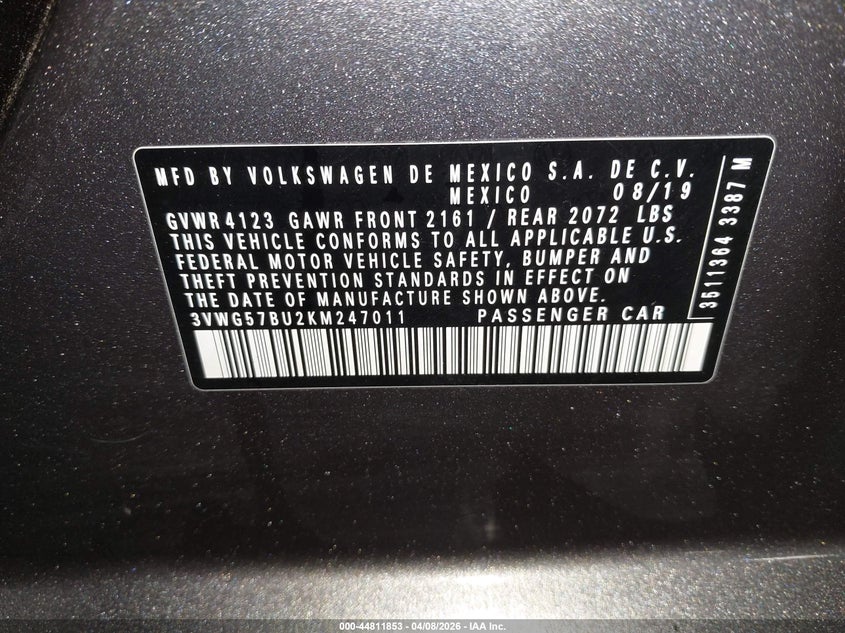 MFD BY VOLKSWAGEN DE MEXICO S.A. DE C.V.
MEXICO 08/19
GVWR 4123 GAWR FRONT 2161 / REAR 2072 LBS
THIS VEHICLE CONFORMS TO ALL APPLICABLE U.S.
FEDERAL MOTOR VEHICLE SAFETY, BUMPER AND
THEFT PREVENTION STANDARDS IN EFFECT ON
THE DATE OF MANUFACTURE SHOWN ABOVE.
3VWG57BU2KM247011 PASSENGER CAR
3511364 3387 M
000-44811853 - 04/08/2026 - IAA Inc.